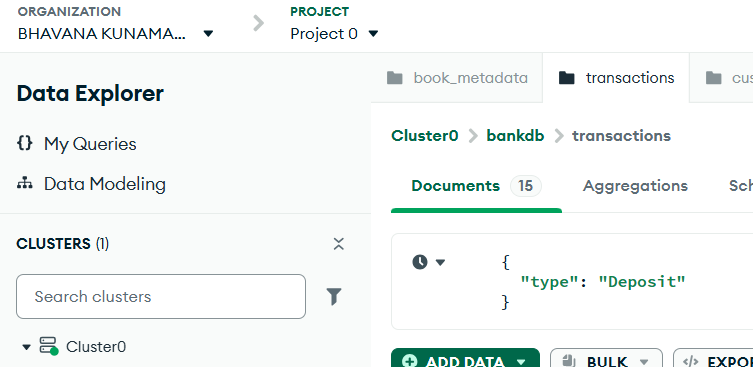 ORGANIZATION
BHAVANA KUNAMA...
PROJECT
Project 0
Data Explorer
My Queries
Data Modeling
CLUSTERS (1)
Search clusters
Cluster0
book_metadata
transactions
cus
Cluster0 > bankdb > transactions
Documents 15
Aggregations
Sch
{
"type": "Deposit"
}
ADD DATA
BULK
EXPO